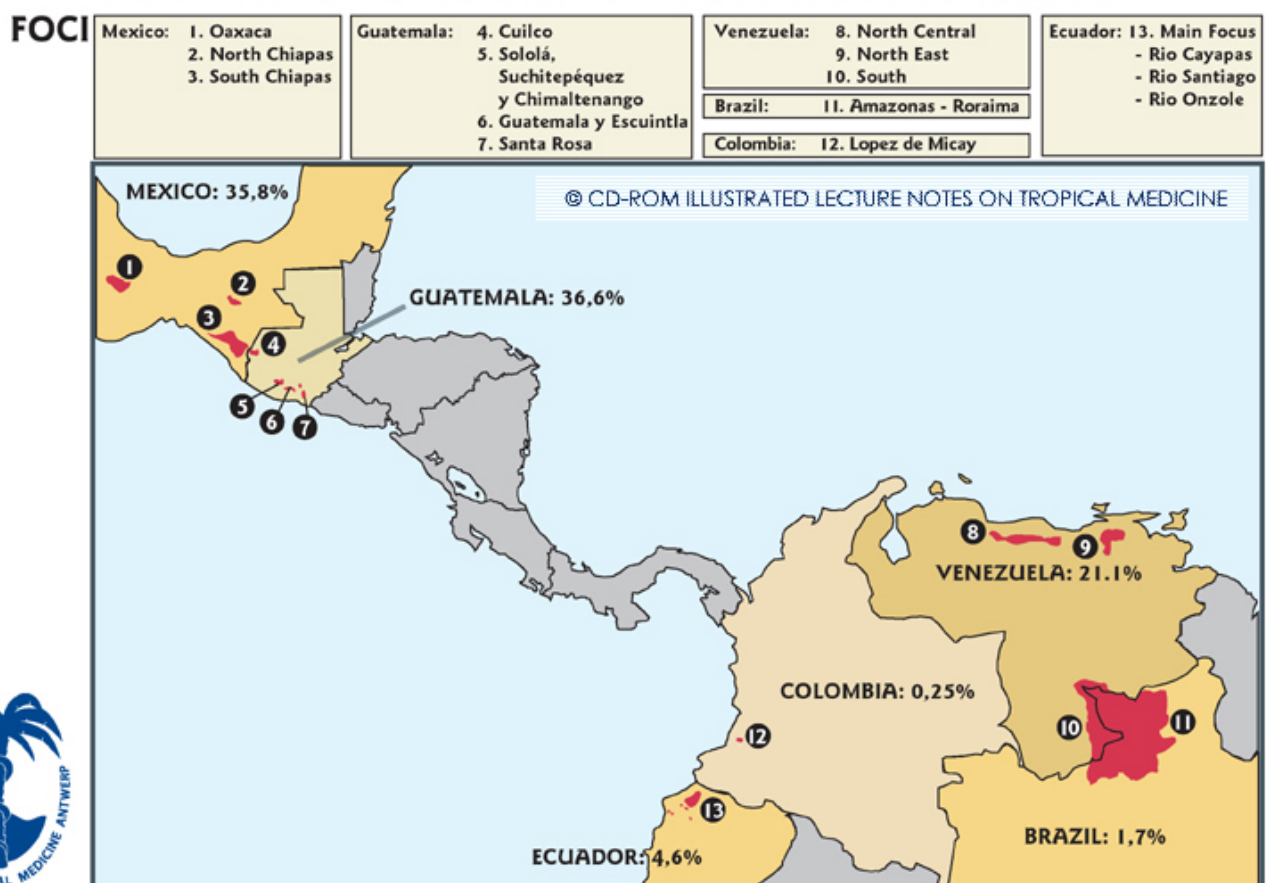 FOCI
Mexico: 1. Oaxaca
2. North Chiapas
3. South Chiapas
Guatemala: 4. Cuilco
5. Sololá,
Suchitepéquez
y Chimaltenango
6. Guatemala y Escuintla
7. Santa Rosa
Venezuela: 8. North Central
9. North East
10. South
Brazil: 11. Amazonas - Roraima
Colombia: 12. Lopez de Micay
Ecuador: 13. Main Focus
- Rio Cayapas
- Rio Santiago
- Rio Onzole
MEXICO: 35,8%
© CD-ROM ILLUSTRATED LECTURE NOTES ON TROPICAL MEDICINE
1
2
GUATEMALA: 36,6%
3
4
5
6
7
8
9
VENEZUELA: 21.1%
COLOMBIA: 0,25%
10
11
12
13
BRAZIL: 1,7%
ECUADOR: 4,6%
MEDICINE ANTWERP